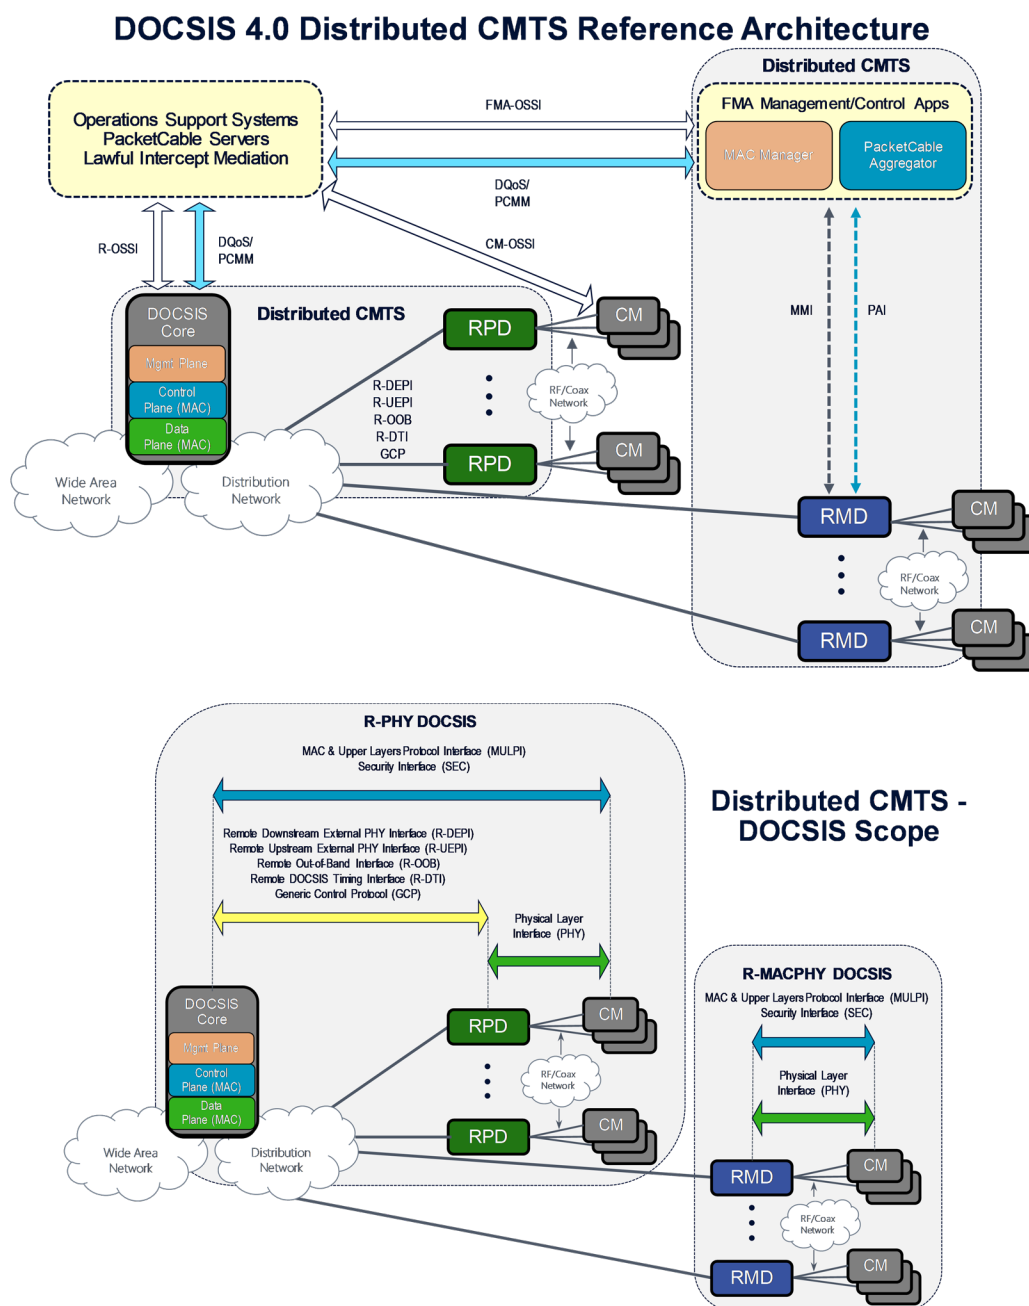 DOCSIS 4.0 Distributed CMTS Reference Architecture
Distributed CMTS
Operations Support Systems
PacketCable Servers
Lawful Intercept Mediation
FMA-OSSI
DQoS/
PCMM
CM-OSSI
FMA Management/Control Apps
MAC Manager
PacketCable
Aggregator
R-OSSI
DQoS/
PCMM
MMI
PAI
Distributed CMTS
DOCSIS
Core
Mgmt Plane
Control
Plane (MAC)
Data
Plane (MAC)
RPD
CM
R-DEPI
R-UEPI
R-OOB
R-DTI
GCP
RF/Coax
Network
RPD
CM
Wide Area
Network
Distribution
Network
RMD
CM
RF/Coax
Network
RMD
CM
R-PHY DOCSIS
MAC & Upper Layers Protocol Interface (MULPI)
Security Interface (SEC)
Distributed CMTS -
DOCSIS Scope
Remote Downstream External PHY Interface (R-DEPI)
Remote Upstream External PHY Interface (R-UEPI)
Remote Out-of-Band Interface (R-OOB)
Remote DOCSIS Timing Interface (R-DTI)
Generic Control Protocol (GCP)
Physical Layer
Interface (PHY)
DOCSIS
Core
Mgmt Plane
Control
Plane (MAC)
Data
Plane (MAC)
RPD
CM
RF/Coax
Network
RPD
CM
Wide Area
Network
Distribution
Network
R-MACPHY DOCSIS
MAC & Upper Layers Protocol Interface (MULPI)
Security Interface (SEC)
Physical Layer
Interface (PHY)
RMD
CM
RF/Coax
Network
RMD
CM